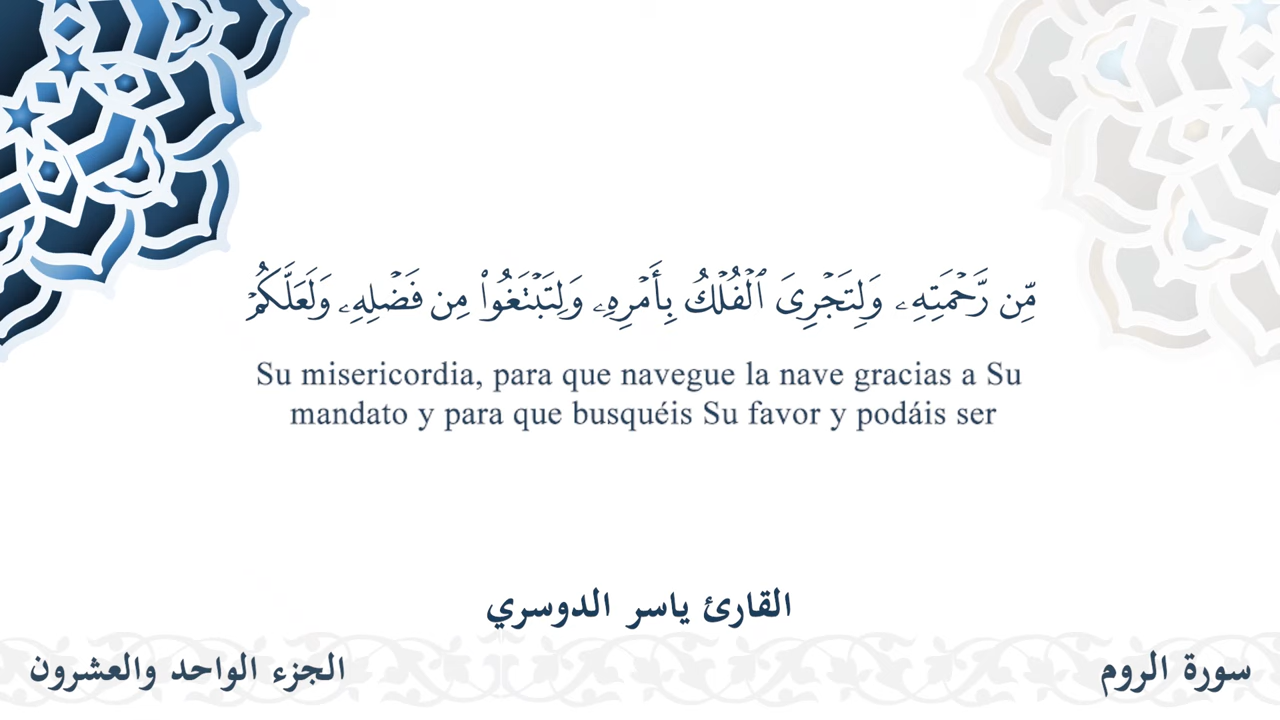 مِّن رَّحْمَتِهِۦ وَلِتَجْرِىَ ٱلْفُلْكُ بِأَمْرِهِۦ وَلِتَبْتَغُوا۟ مِن فَضْلِهِۦ وَلَعَلَّكُمْ
Su misericordia, para que navegue la nave gracias a Su
mandato y para que busquéis Su favor y podáis ser
القارئ ياسر الدوسري
سورة الروم
الجزء الواحد والعشرون